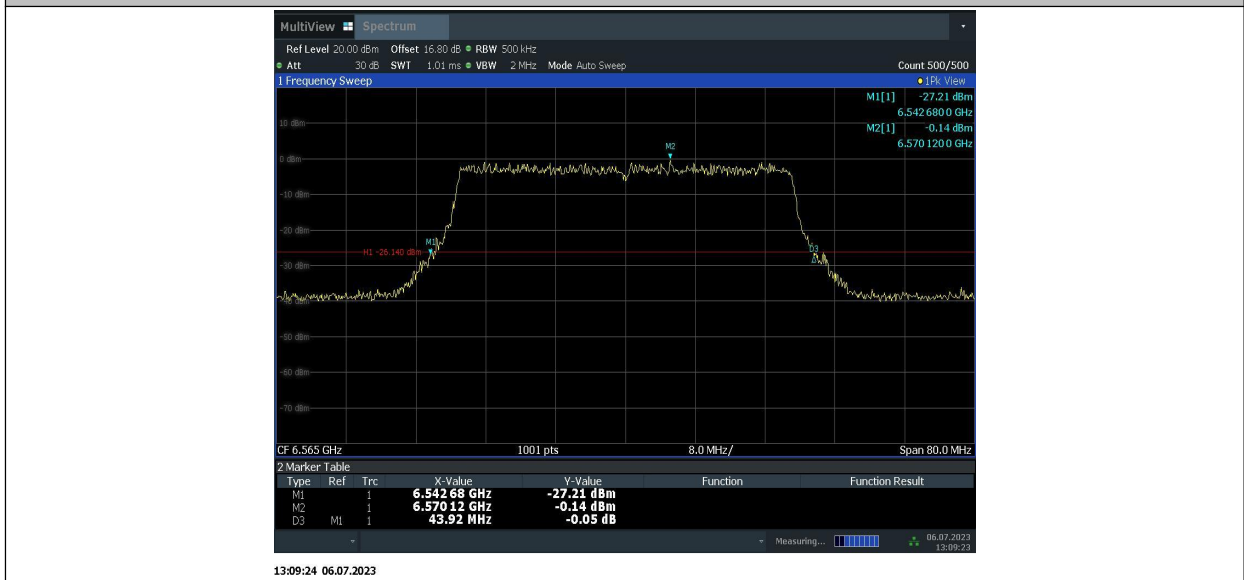 MultiView Spectrum
Ref Level 20.00 dBm Offset 16.80 dB RBW 500 kHz
Att 30 dB SWT 1.01 ms VBW 2 MHz Mode Auto Sweep Count 500/500
1 Frequency Sweep 1Pk View
M1[1] -27.21 dBm
6.542 680 0 GHz
M2[1] -0.14 dBm
6.570 120 0 GHz
10 dBm
M2
0 dBm
-10 dBm
-20 dBm
M1
H1 -26.140 dBm
D3
-30 dBm
-40 dBm
-50 dBm
-60 dBm
-70 dBm
CF 6.565 GHz 1001 pts 8.0 MHz/ Span 80.0 MHz
2 Marker Table
Type Ref Trc X-Value Y-Value Function Function Result
M1 1 6.542 68 GHz -27.21 dBm
M2 1 6.570 12 GHz -0.14 dBm
D3 M1 1 43.92 MHz -0.05 dB
Measuring... 06.07.2023
13:09:23
13:09:24 06.07.2023